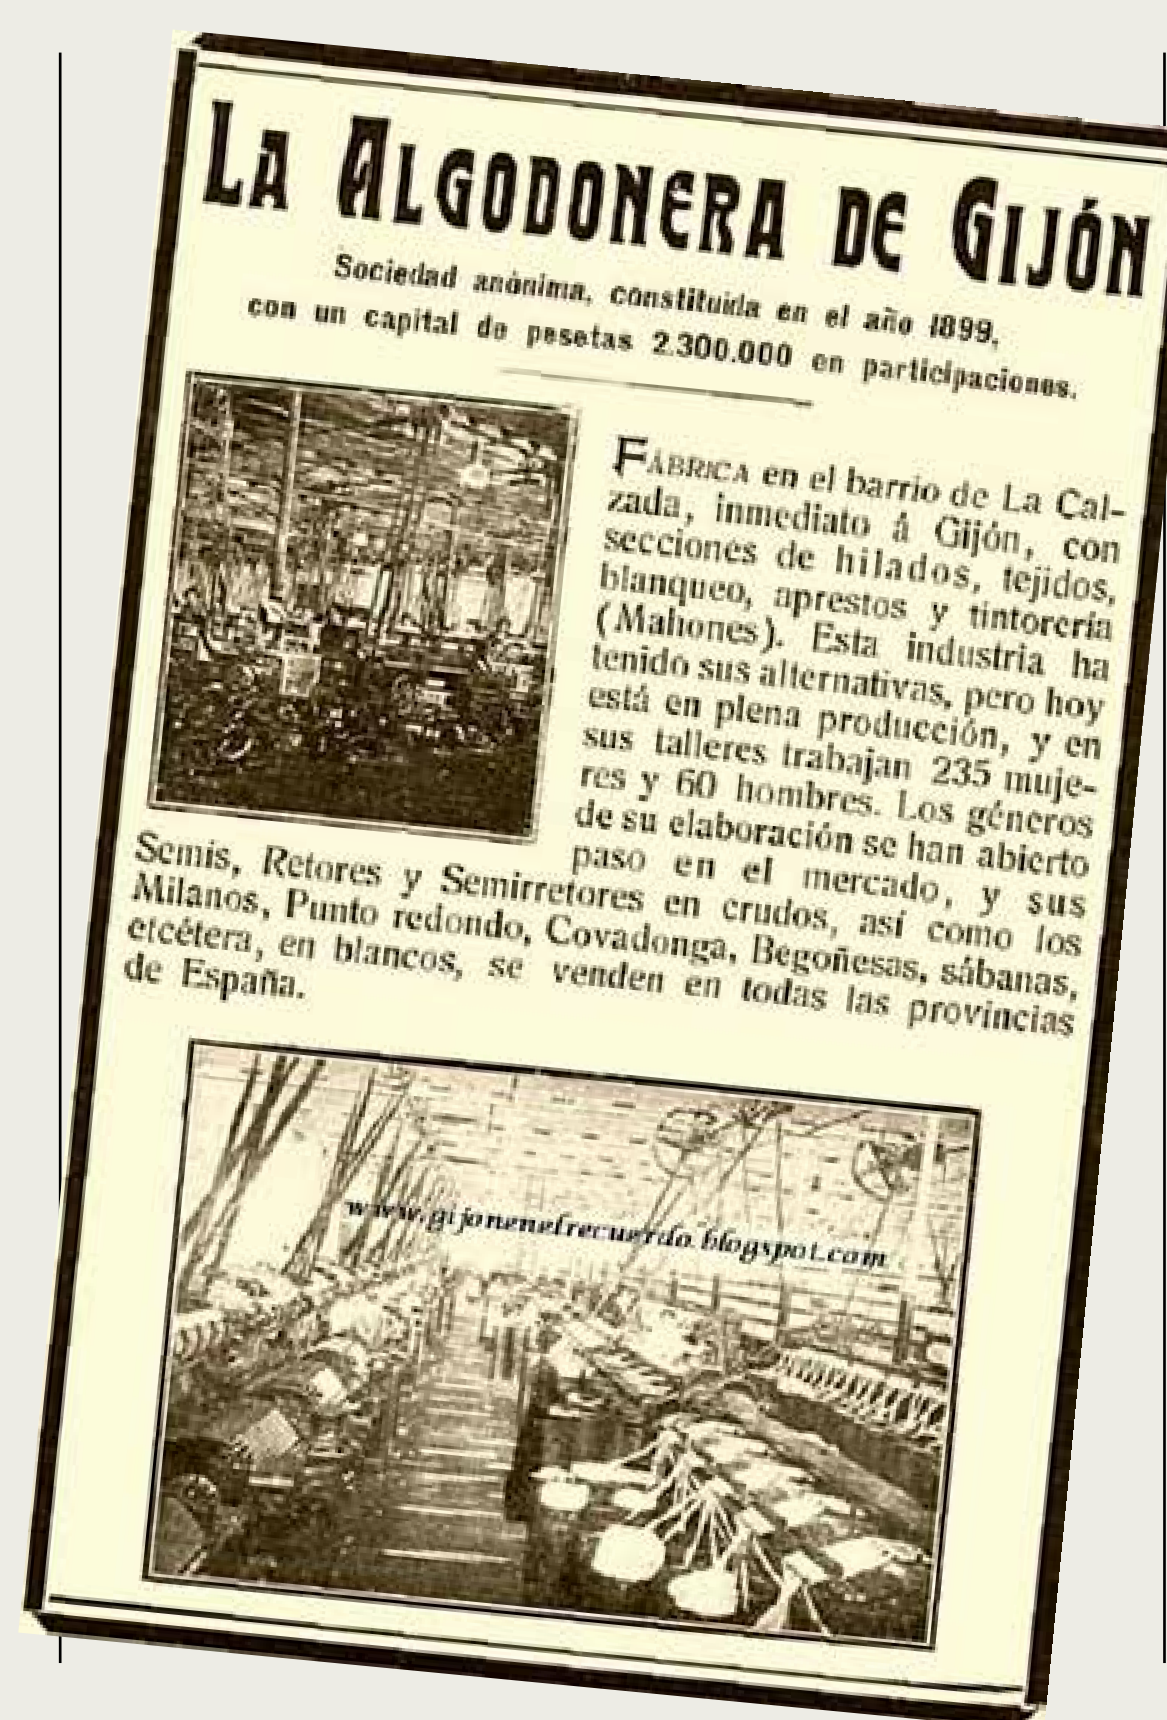 LA ALGODONERA DE GIJÓN
Sociedad anónima, constituida en el año 1899,
con un capital de pesetas 2.300.000 en participaciones.
FÁBRICA en el barrio de La Cal-
zada, inmediato á Gijón, con
secciones de hilados, tejidos,
blanqueo, aprestos y tintorería
(Mahones). Esta industria ha
tenido sus alternativas, pero hoy
está en plena producción, y en
sus talleres trabajan 235 muje-
res y 60 hombres. Los géneros
de su elaboración se han abierto
paso en el mercado, y sus
Semis, Retores y Semirretores en crudos, así como los
Milanos, Punto redondo, Covadonga, Begoñesas, sábanas,
etcétera, en blancos, se venden en todas las provincias
de España.
www.gijonenelrecuerdo.blogspot.com